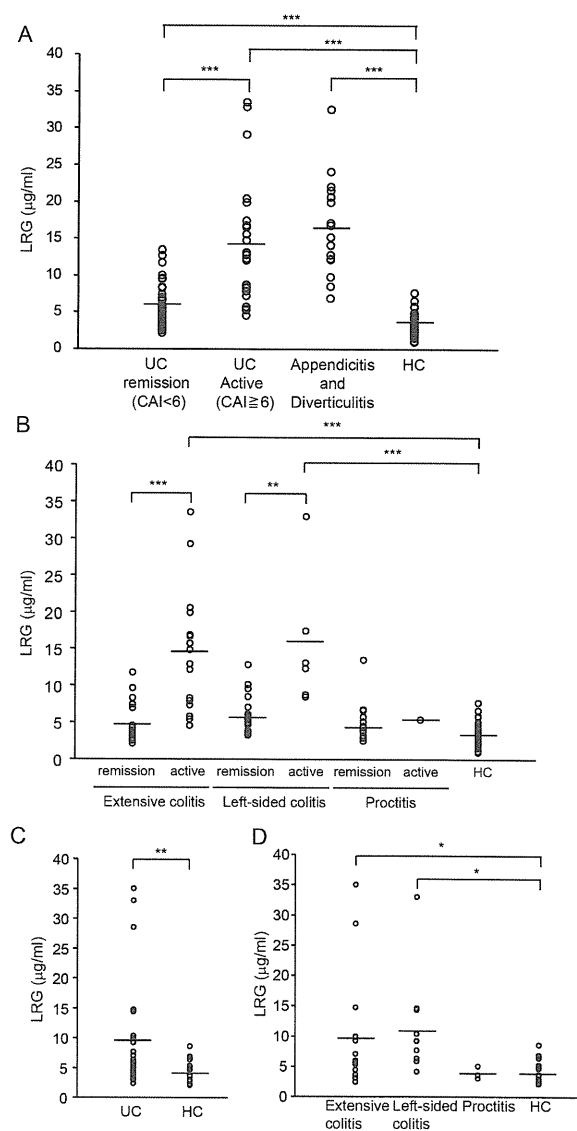 A
***
***
*** ***
40
35
30
25
20
15
10
5
0
LRG (µg/ml)
UC UC Appendicitis HC
remission Active and
(CAI<6) (CAI≧6) Diverticulitis
B
***
***
*** **
40
35
30
25
20
15
10
5
0
LRG (µg/ml)
remission active remission active remission active HC
Extensive colitis Left-sided colitis Proctitis
C
**
40
35
30
25
20
15
10
5
0
LRG (µg/ml)
UC HC
D
*
*
40
35
30
25
20
15
10
5
0
LRG (µg/ml)
Extensive Left-sided Proctitis HC
colitis colitis